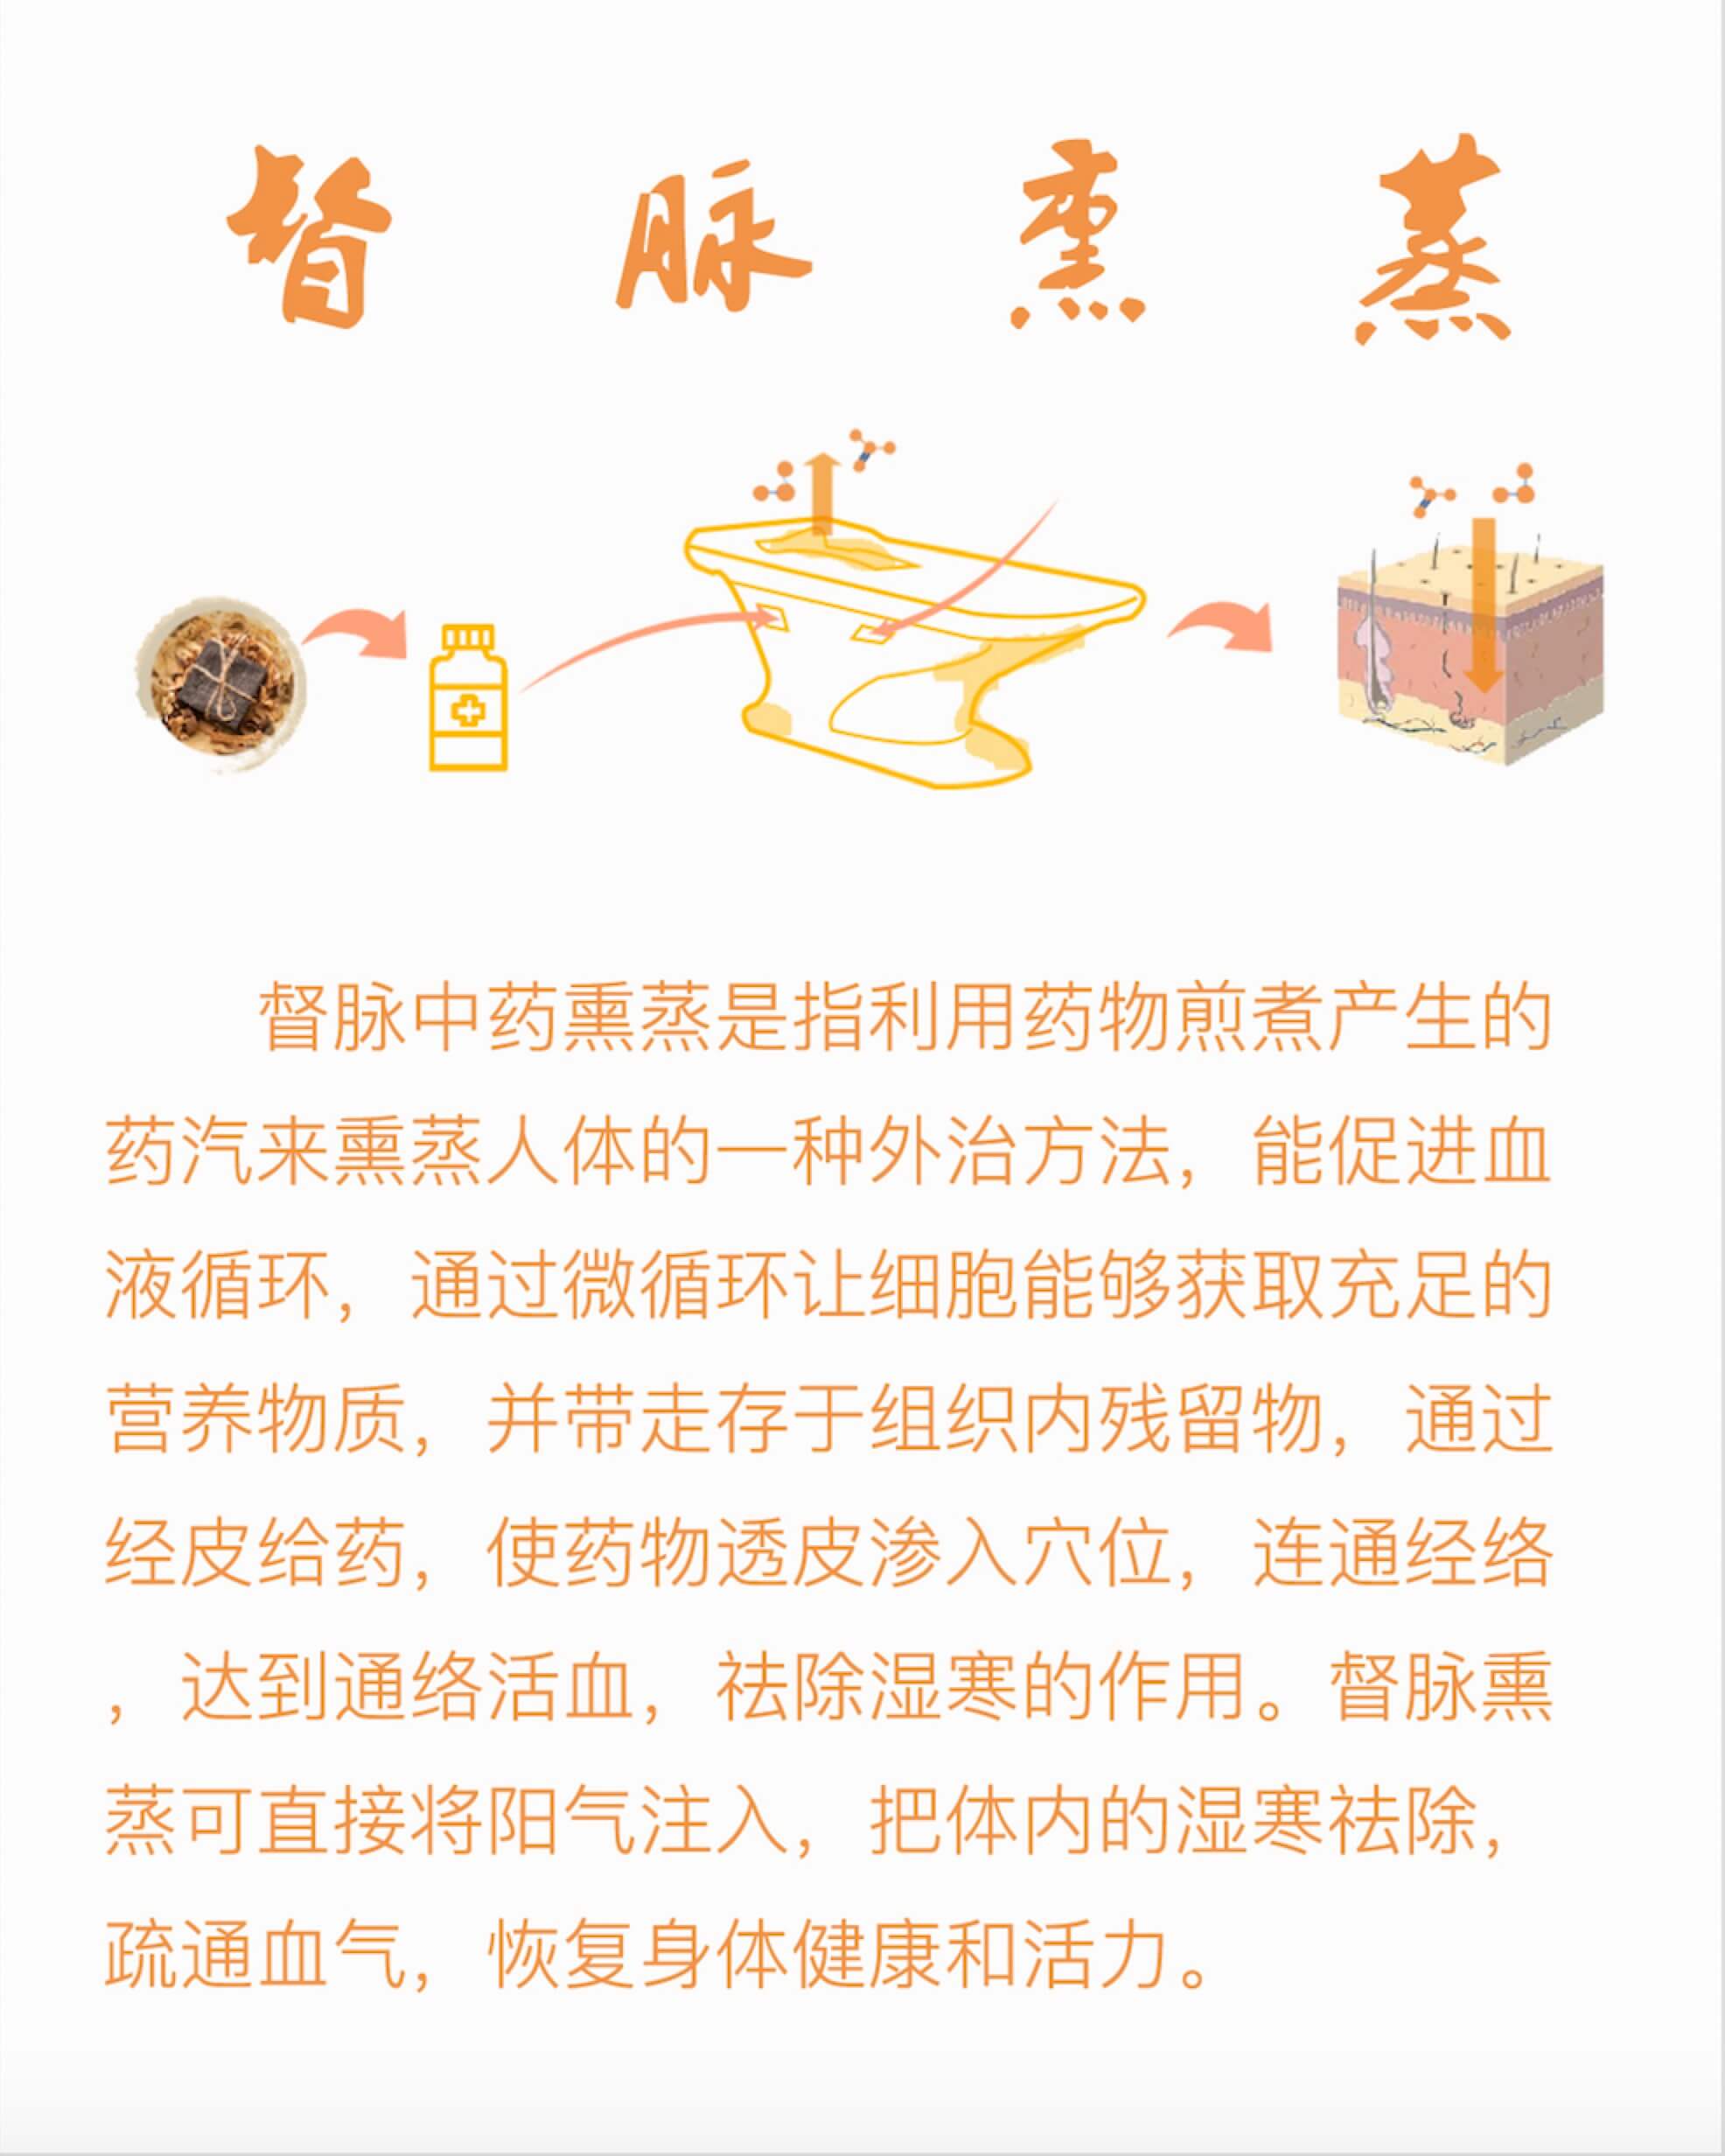 督脉熏蒸
督脉中药熏蒸是指利用药物煎煮产生的
药汽来熏蒸人体的一种外治方法，能促进血
液循环，通过微循环让细胞能够获取充足的
营养物质，并带走存于组织内残留物，通过
经皮给药，使药物透皮渗入穴位，连通经络
，达到通络活血，祛除湿寒的作用。督脉熏
蒸可直接将阳气注入，把体内的湿寒祛除，
疏通血气，恢复身体健康和活力。